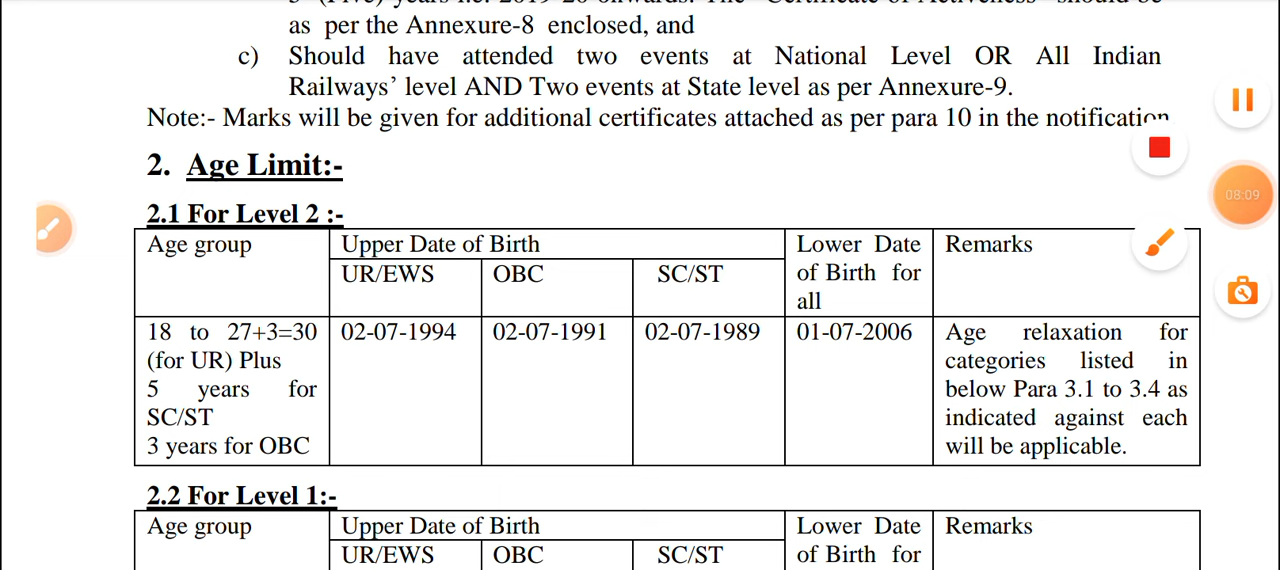 as per the Annexure-8 enclosed, and
c) Should have attended two events at National Level OR All Indian
Railways’ level AND Two events at State level as per Annexure-9.
Note:- Marks will be given for additional certificates attached as per para 10 in the notification
2. Age Limit:-
08:09
2.1 For Level 2 :-
Age group Upper Date of Birth Lower Date Remarks
UR/EWS OBC SC/ST of Birth for
all
18 to 27+3=30 02-07-1994 02-07-1991 02-07-1989 01-07-2006 Age relaxation for
(for UR) Plus categories listed in
5 years for below Para 3.1 to 3.4 as
SC/ST indicated against each
3 years for OBC will be applicable.
2.2 For Level 1:-
Age group Upper Date of Birth Lower Date Remarks
UR/EWS OBC SC/ST of Birth for